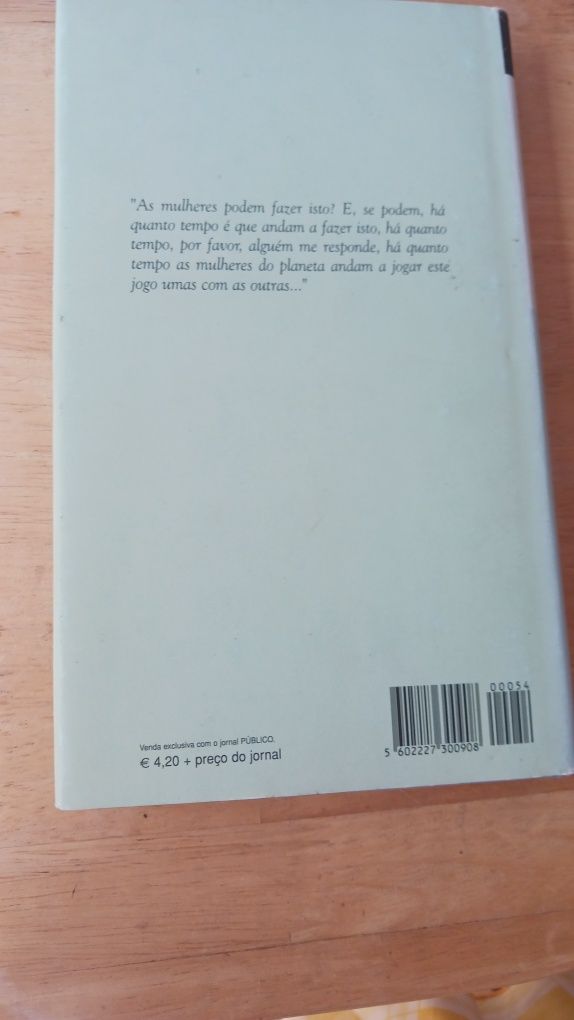 "As mulheres podem fazer isto? E, se podem, há
quanto tempo é que andam a fazer isto, há quanto
tempo, por favor, alguém me responde, há quanto
tempo as mulheres do planeta andam a jogar este
jogo umas com as outras..."
00054
Venda exclusiva com o jornal PÚBLICO.
€ 4,20 + preço do jornal
5 602227 300908